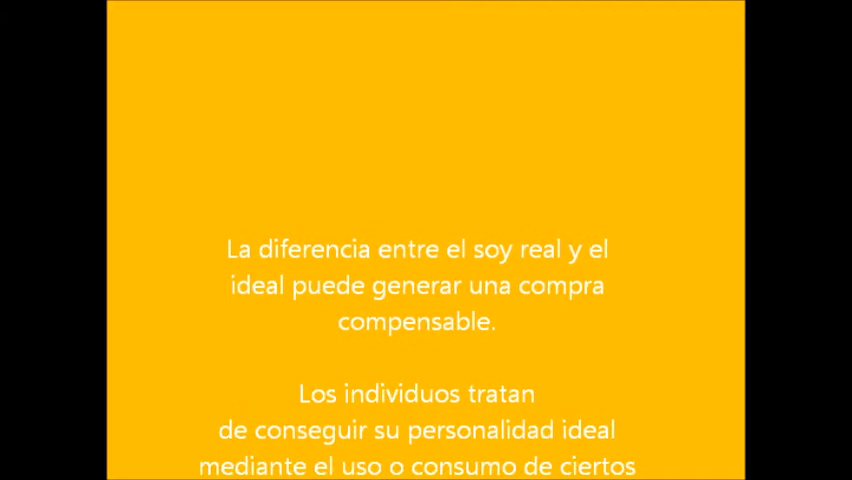 La diferencia entre el soy real y el
ideal puede generar una compra
compensable.
Los individuos tratan
de conseguir su personalidad ideal
mediante el uso o consumo de ciertos